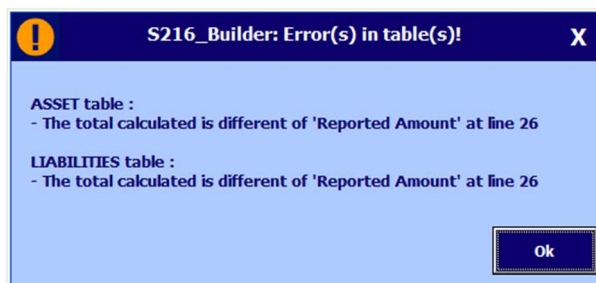 S216_Builder: Error(s) in table(s)!
X
ASSET table :
- The total calculated is different of 'Reported Amount' at line 26
LIABILITIES table :
- The total calculated is different of 'Reported Amount' at line 26
Ok